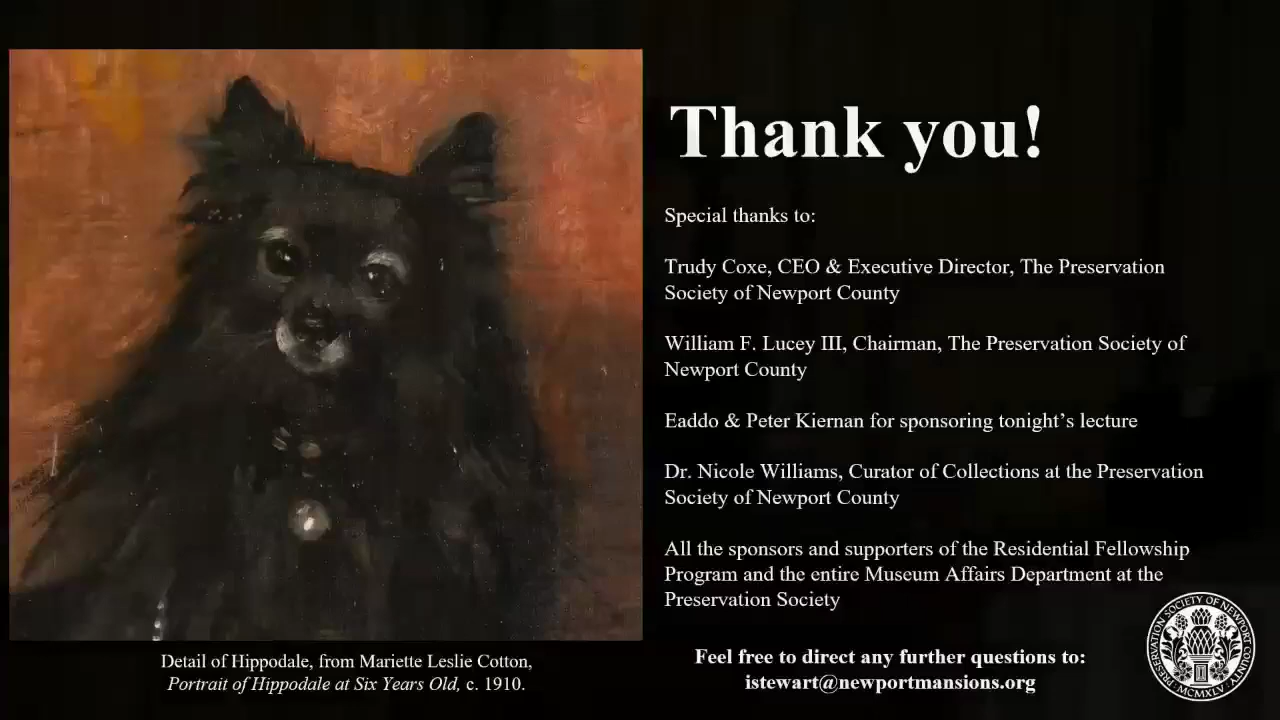 Thank you!
Special thanks to:
Trudy Coxe, CEO & Executive Director, The Preservation
Society of Newport County
William F. Lucey III, Chairman, The Preservation Society of
Newport County
Eaddo & Peter Kiernan for sponsoring tonight’s lecture
Dr. Nicole Williams, Curator of Collections at the Preservation
Society of Newport County
All the sponsors and supporters of the Residential Fellowship
Program and the entire Museum Affairs Department at the
Preservation Society
Feel free to direct any further questions to:
istewart@newportmansions.org
Detail of Hippodale, from Mariette Leslie Cotton,
Portrait of Hippodale at Six Years Old, c. 1910.
PRESERVATION SOCIETY OF NEWPORT COUNTY
MCMXLV